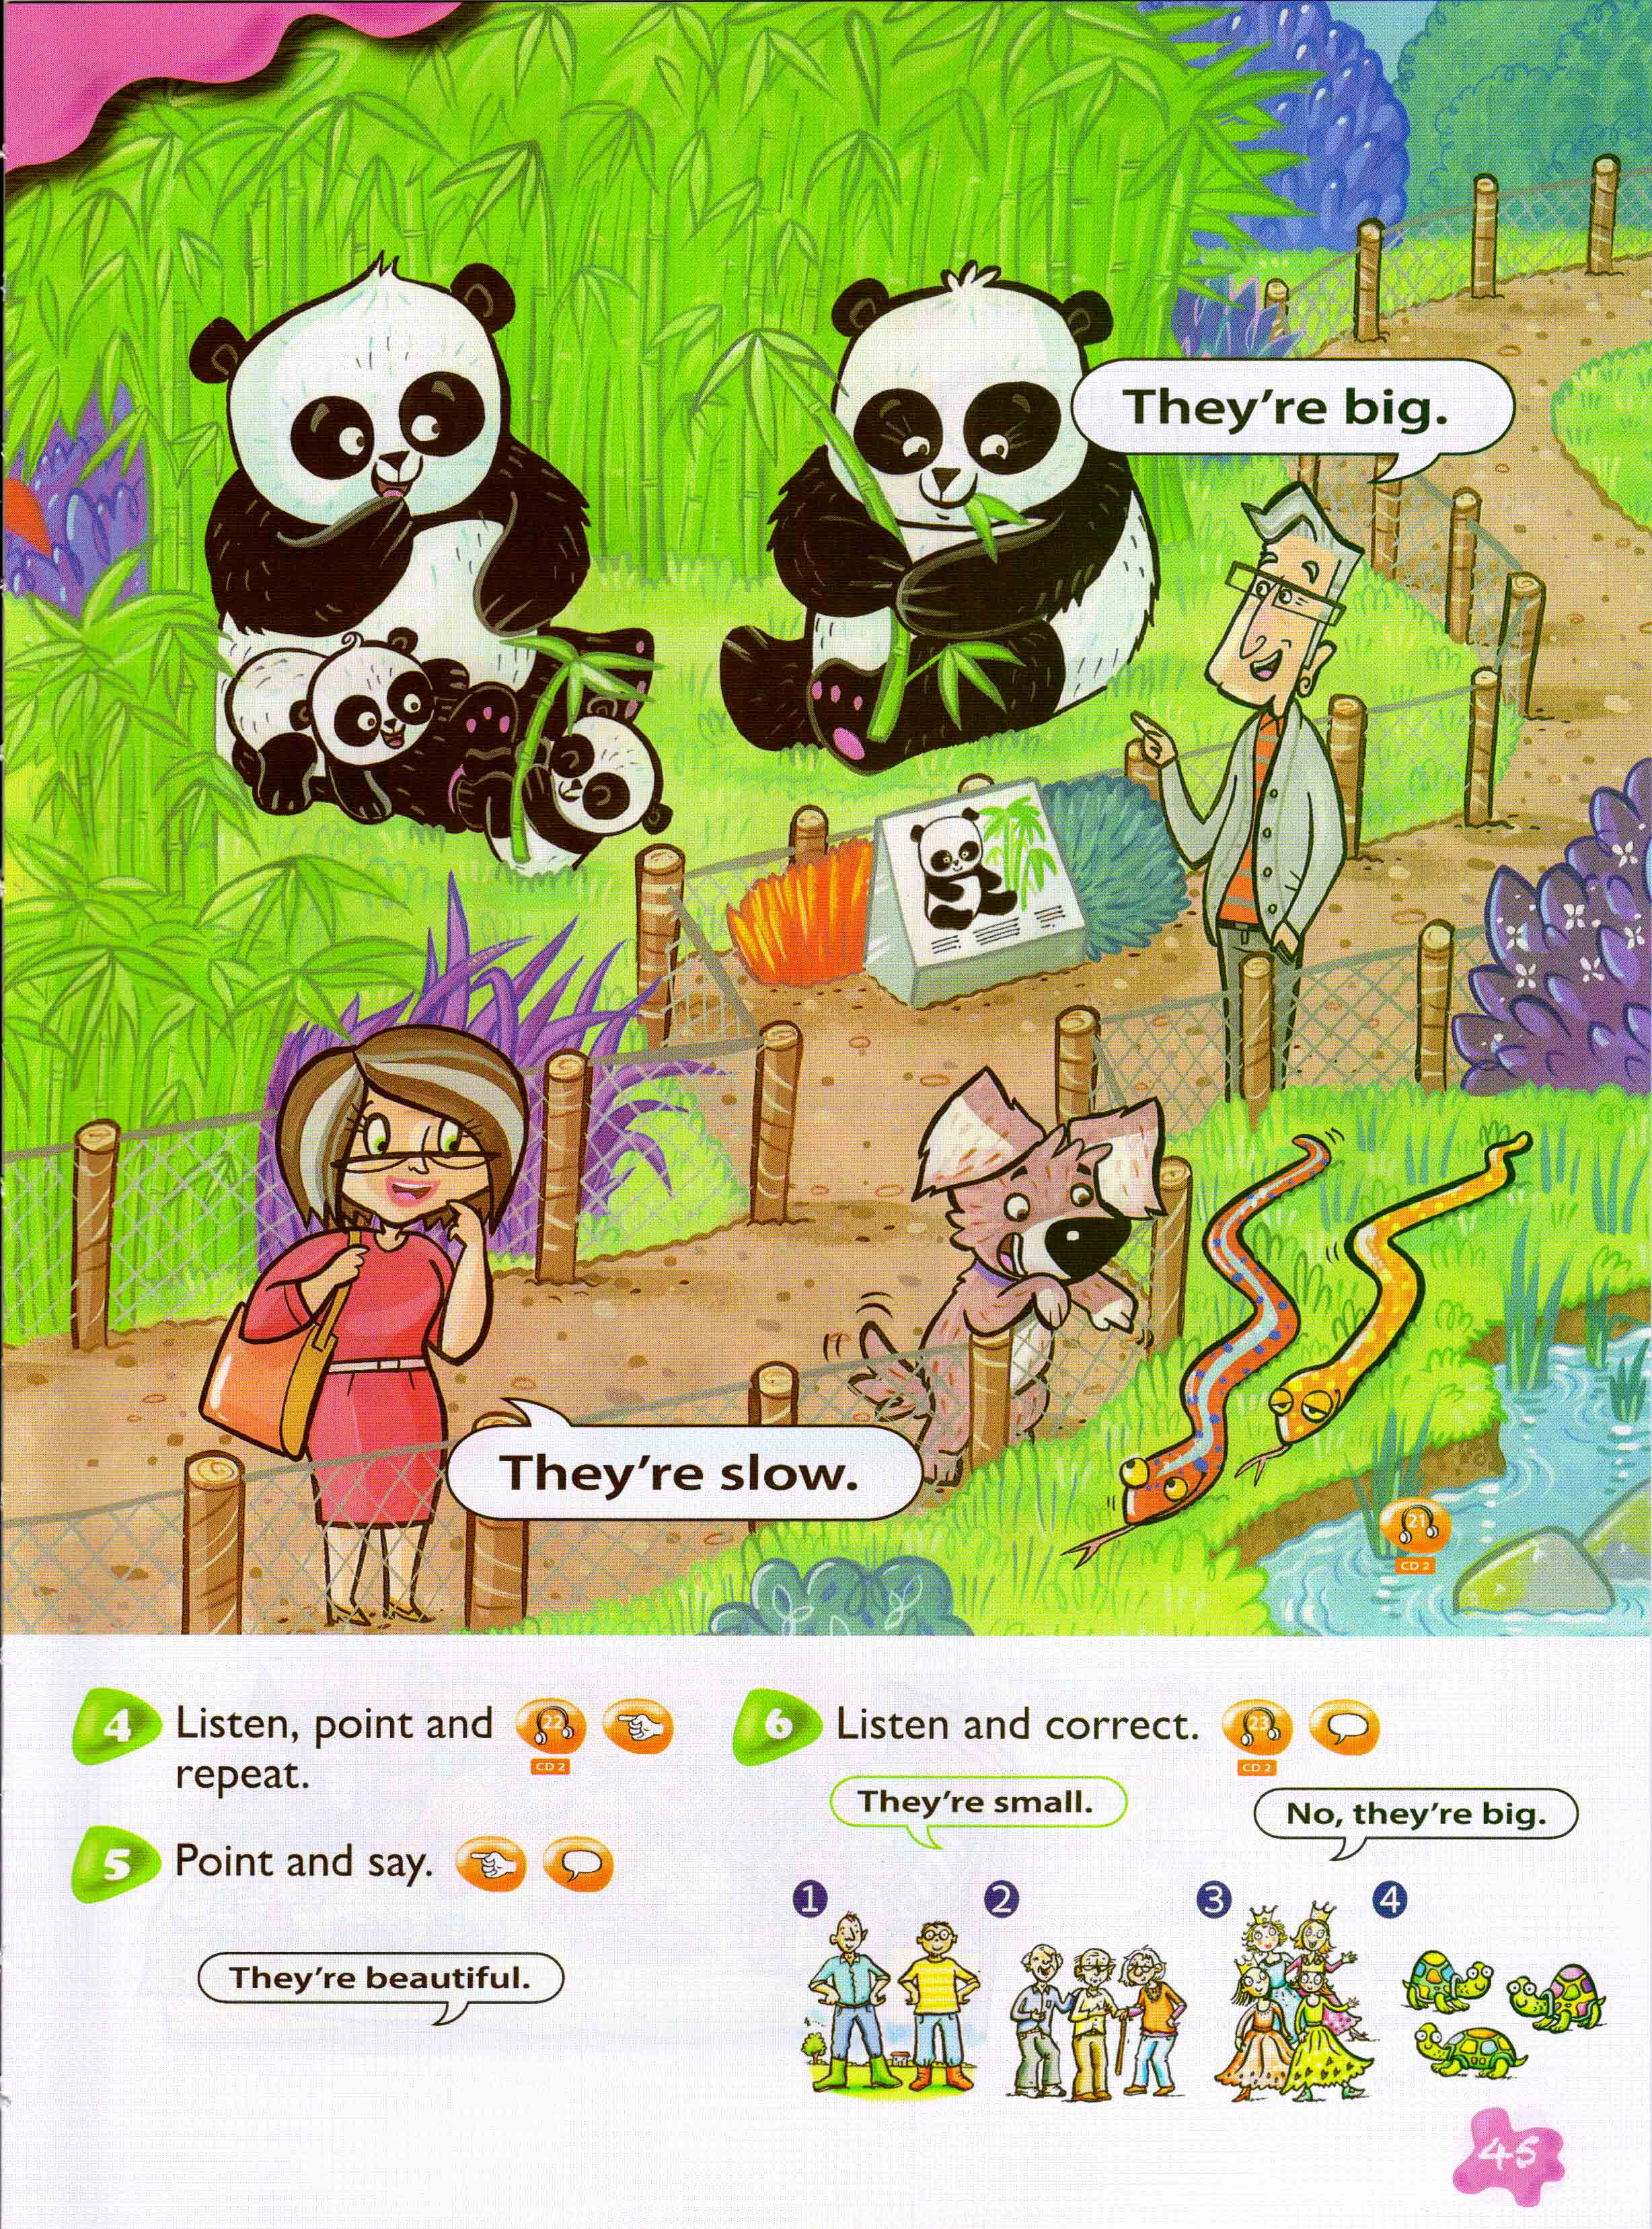 They're big.
They're slow.
21
CD 2
4 Listen, point and
repeat.
22
CD 2
5 Point and say.
They're beautiful.
6 Listen and correct.
23
CD 2
They're small.
No, they're big.
1
2
3
4
45